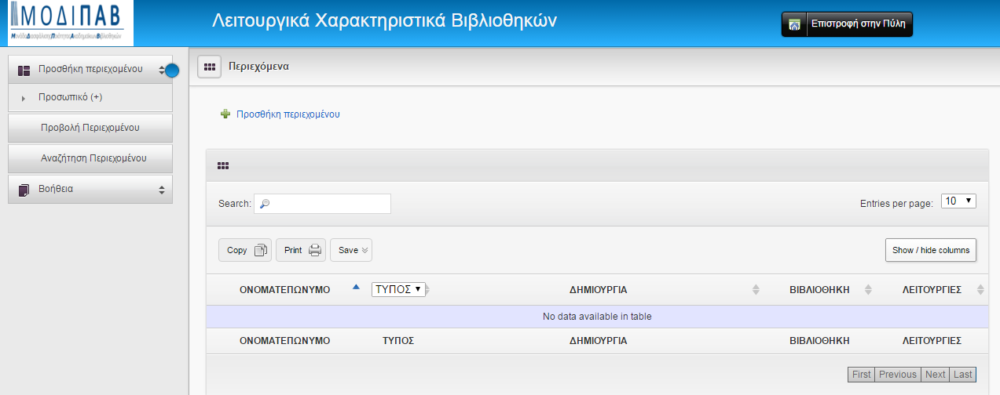 ΜΟΔΙΠΑΒ
ΜονάδαΔιασφάλισηςΠοιότηταςΑκαδημαϊκώνΒιβλιοθηκών
Λειτουργικά Χαρακτηριστικά Βιβλιοθηκών
Επιστροφή στην Πύλη
Προσθήκη περιεχομένου
Προσωπικό (+)
Προβολή Περιεχομένου
Αναζήτηση Περιεχομένου
Βοήθεια
Περιεχόμενα
Προσθήκη περιεχομένου
Search:
Entries per page: 10
Copy Print Save Show / hide columns
ΟΝΟΜΑΤΕΠΩΝΥΜΟ ΤΥΠΟΣ ΔΗΜΙΟΥΡΓΙΑ ΒΙΒΛΙΟΘΗΚΗ ΛΕΙΤΟΥΡΓΙΕΣ
No data available in table
ΟΝΟΜΑΤΕΠΩΝΥΜΟ ΤΥΠΟΣ ΔΗΜΙΟΥΡΓΙΑ ΒΙΒΛΙΟΘΗΚΗ ΛΕΙΤΟΥΡΓΙΕΣ
First Previous Next Last